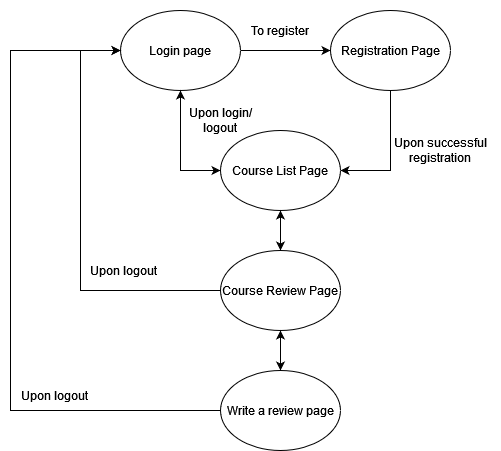 To register
Login page
Registration Page
Upon login/
logout
Upon successful
registration
Course List Page
Upon logout
Course Review Page
Upon logout
Write a review page